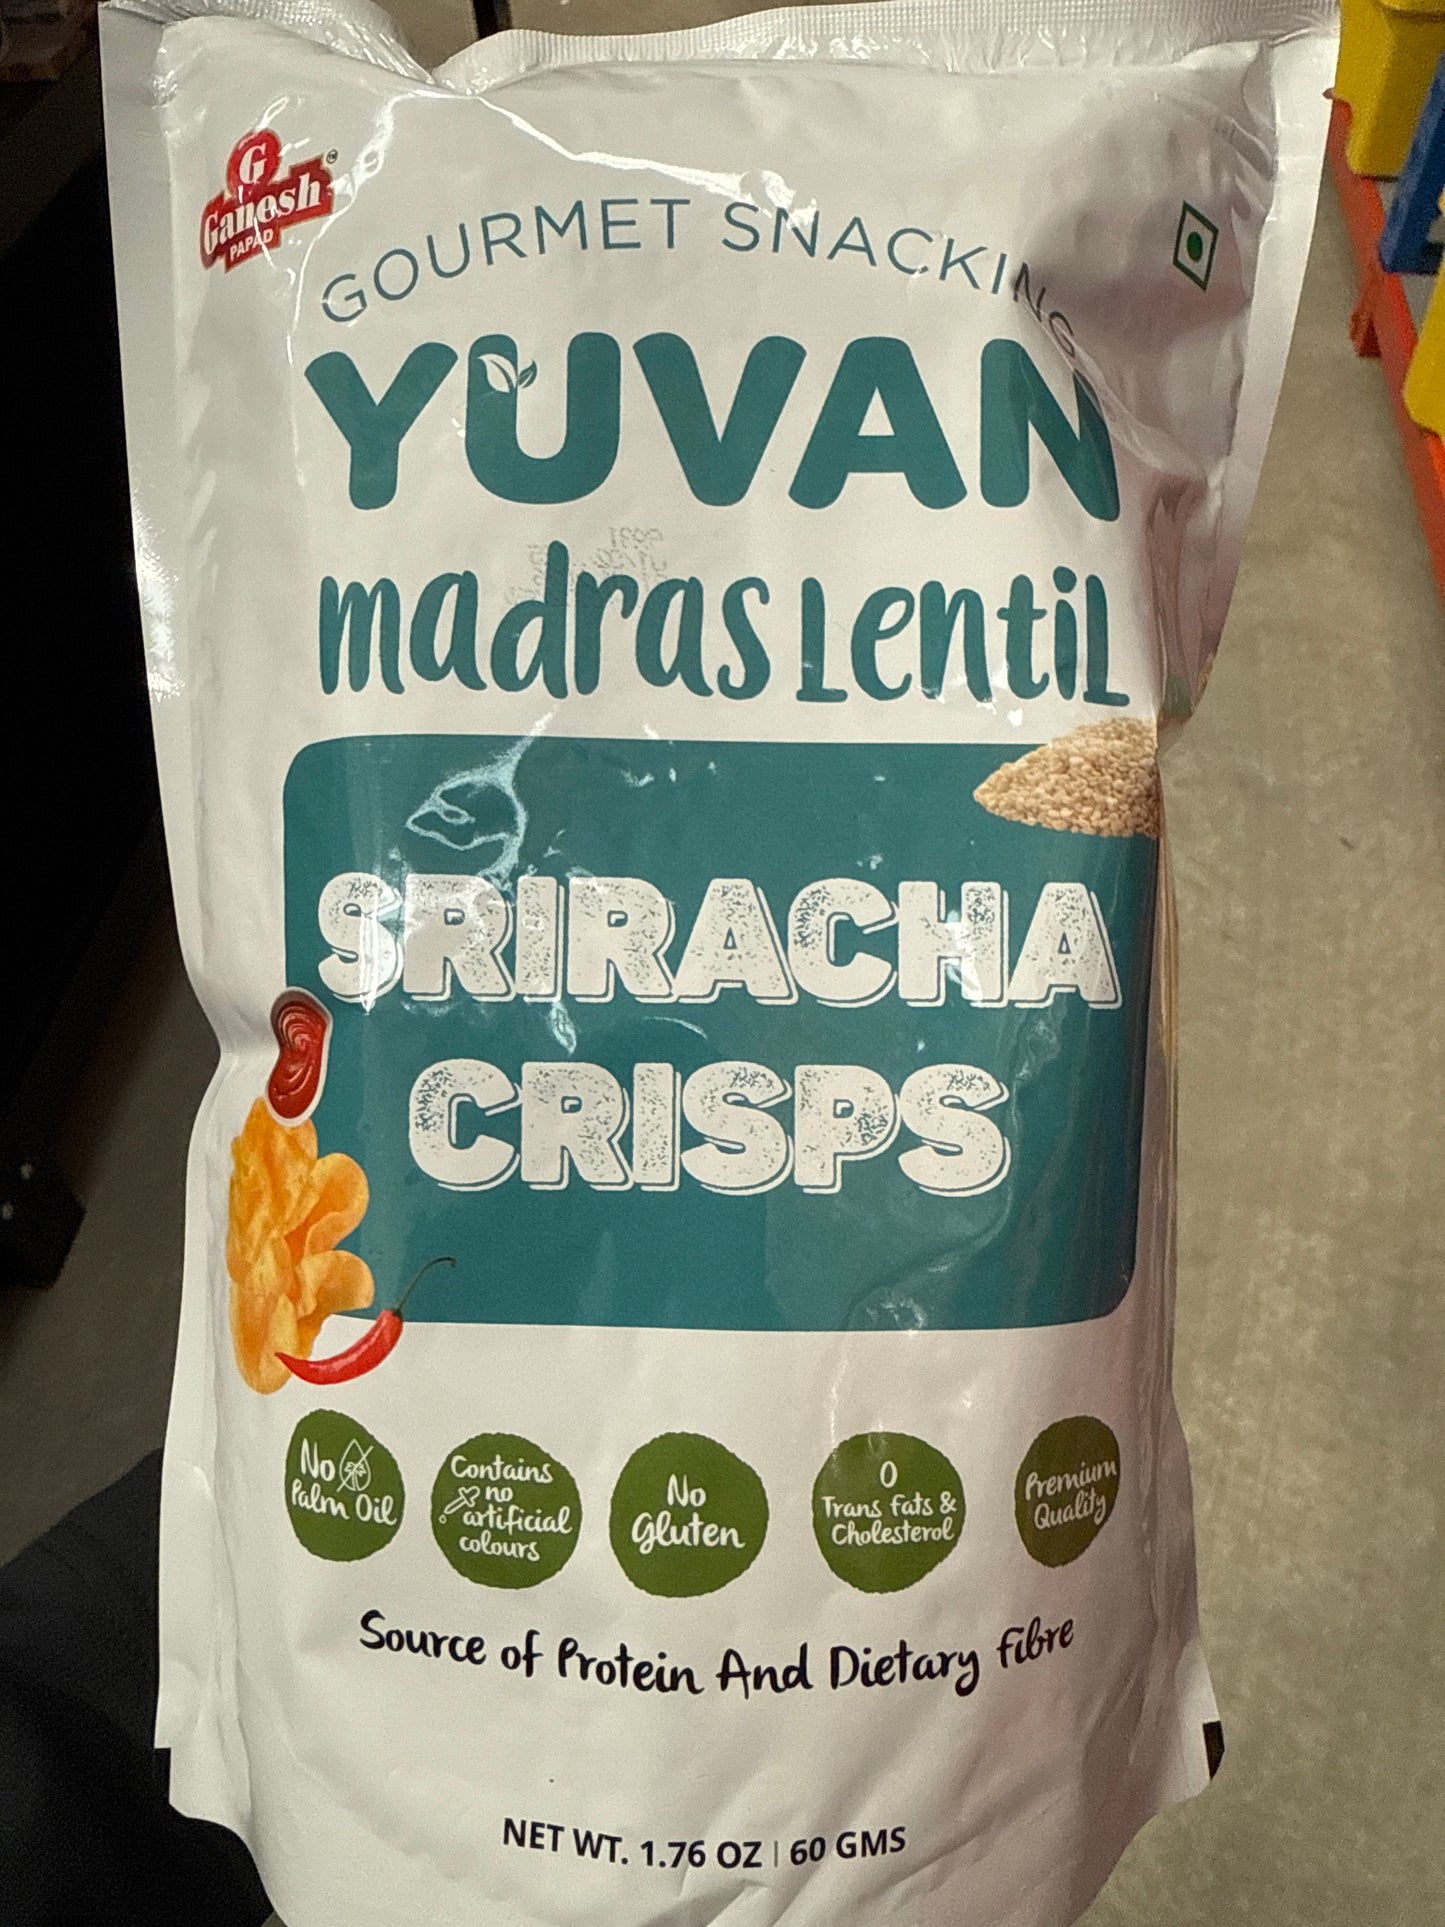 G
Ganesh
PAPAD
™
GOURMET SNACKING
YUVAN
madras Lentil
SRIRACHA
CRISPS
No
Palm Oil
Contains
no
artificial
colours
No
Gluten
0
Trans fats &
Cholesterol
Premium
Quality
Source of Protein And Dietary fibre
NET WT. 1.76 OZ | 60 GMS